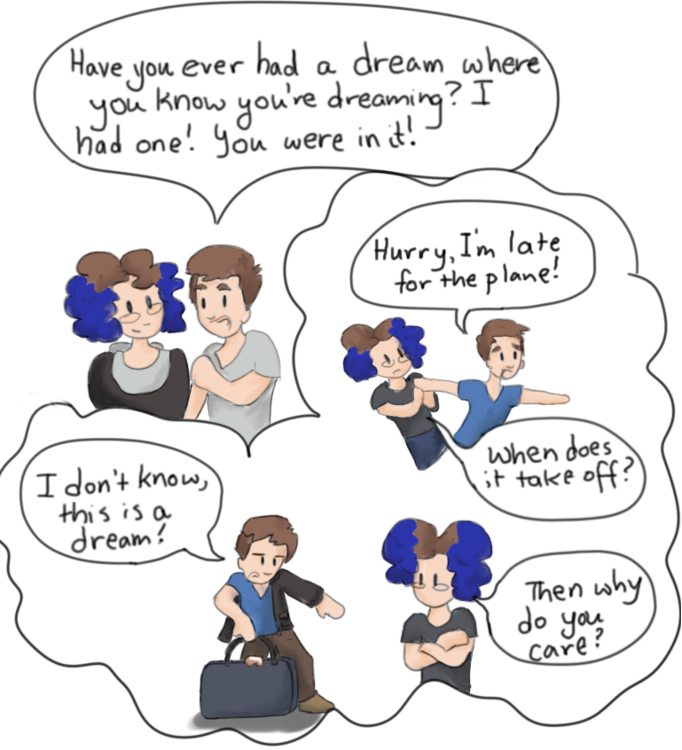 Have you ever had a dream where
you know you're dreaming? I
had one! You were in it!
Hurry, I'm late
for the plane!
When does
it take off?
I don't know,
this is a
dream!
Then why
do you
care?